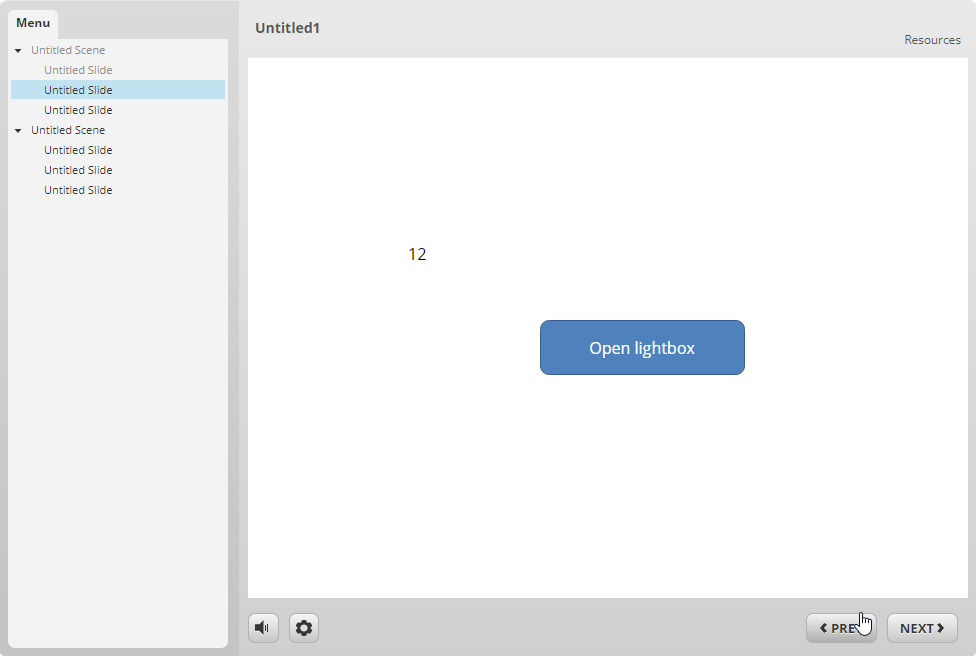 Menu
Untitled Scene
Untitled Slide
Untitled Slide
Untitled Slide
Untitled Scene
Untitled Slide
Untitled Slide
Untitled Slide
Untitled1
Resources
12
Open lightbox
NEXT